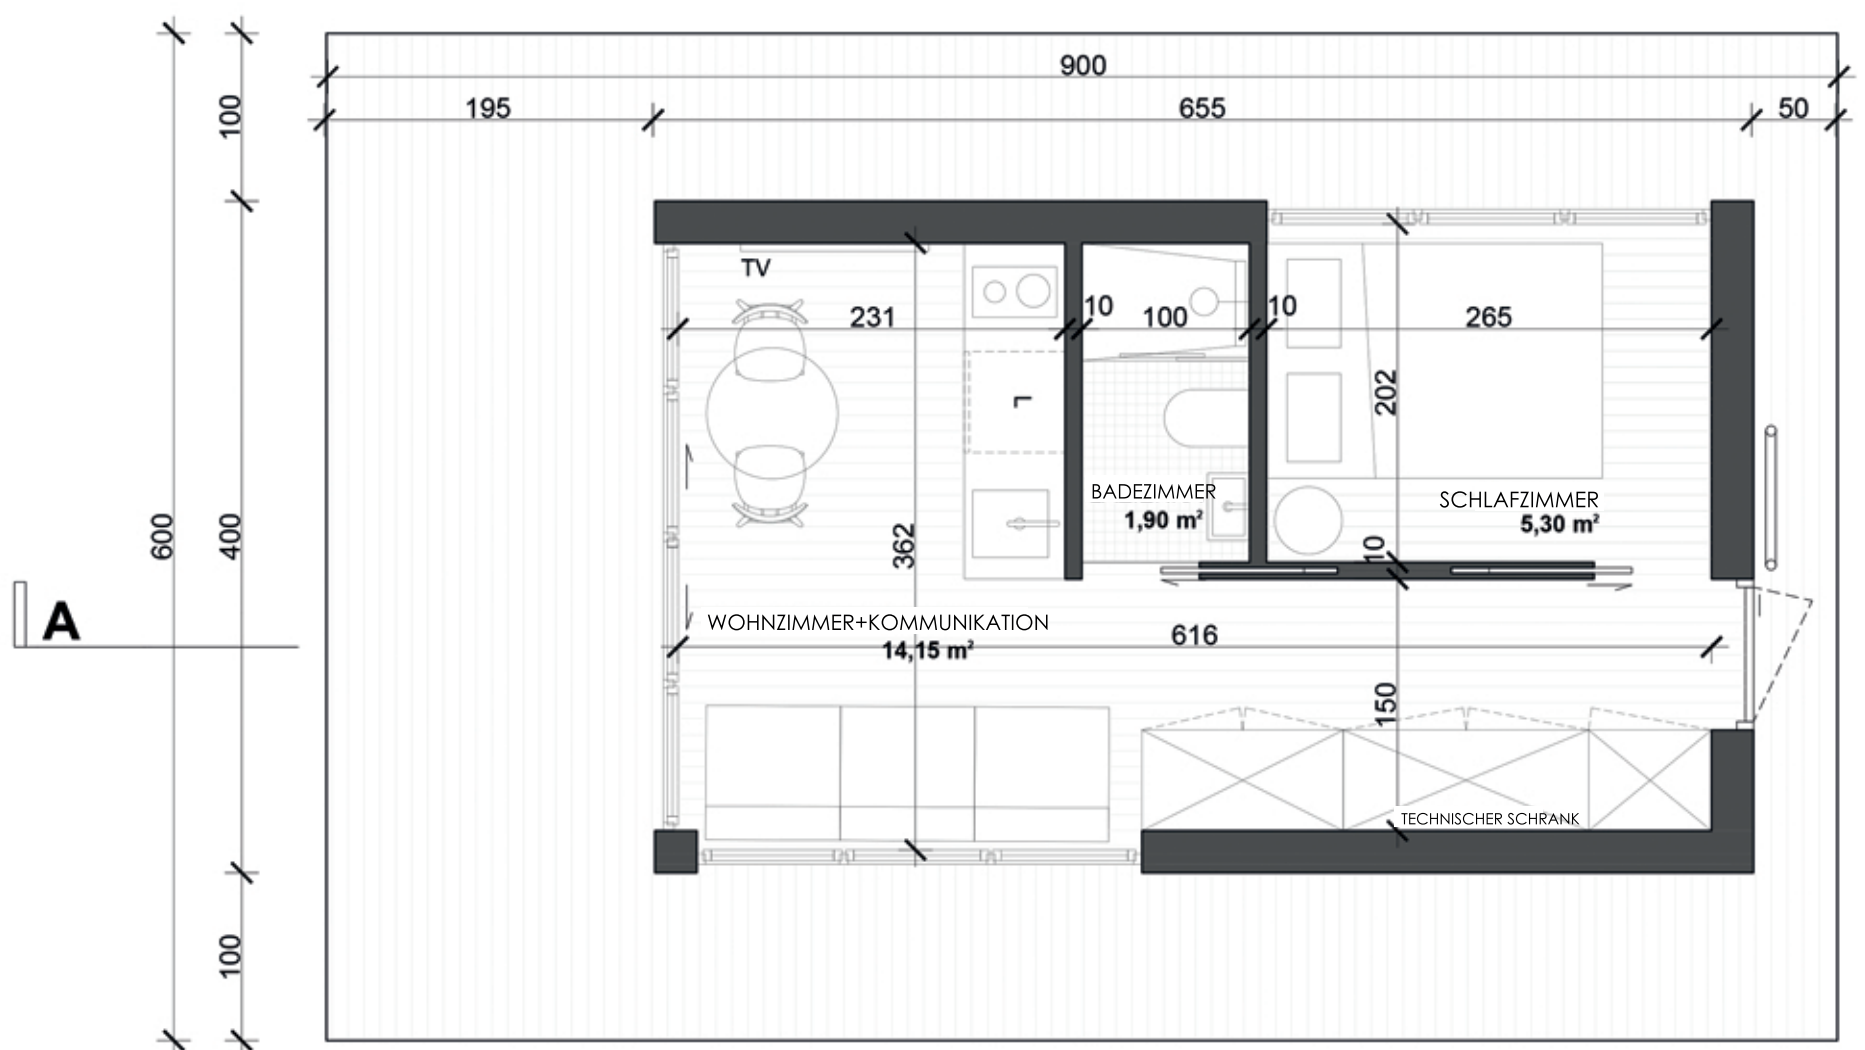 900
195
655
50
100
TV
10
10
231
100
265
202
L
BADEZIMMER
1,90 m²
SCHLAFZIMMER
5,30 m²
600
400
362
10
A
WOHNZIMMER+KOMMUNIKATION
14,15 m²
616
150
TECHNISCHER SCHRANK
100